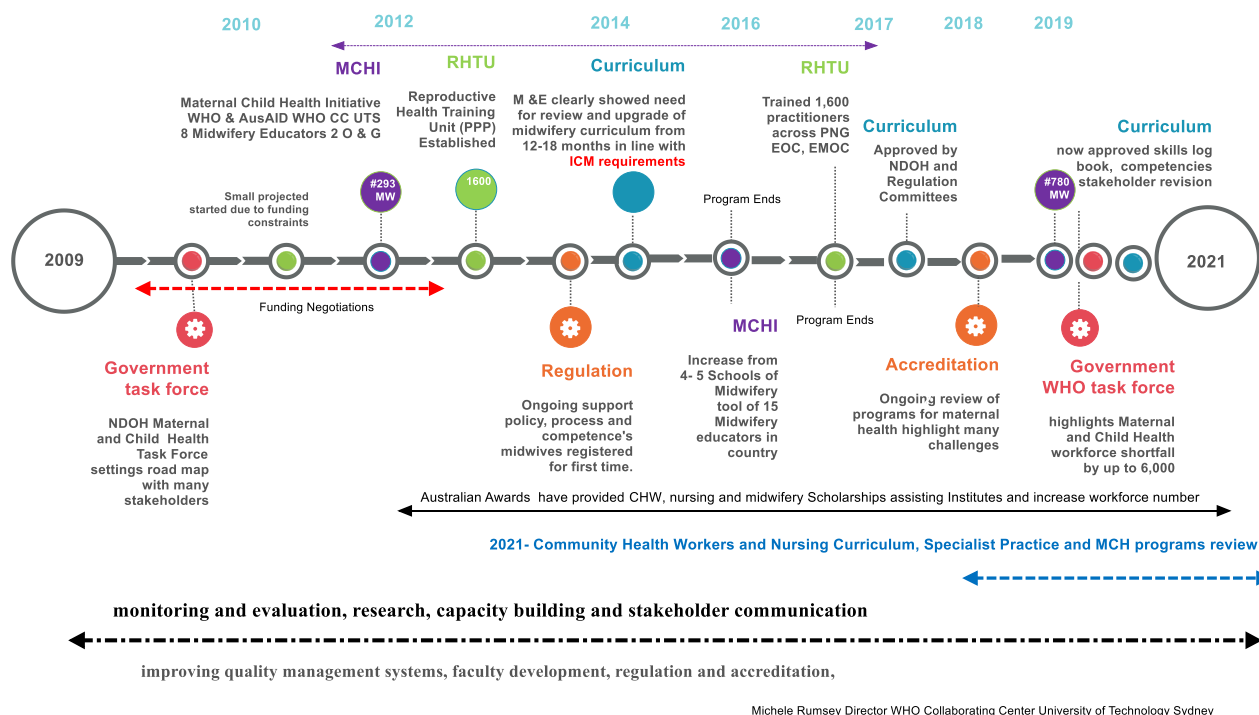 2010
2012
2014
2016
2017
2018
2019
MCHI
Maternal Child Health Initiative
WHO & AusAID WHO CC UTS
8 Midwifery Educators 2 O & G
RHTU
Reproductive
Health Training
Unit (PPP)
Established
Curriculum
M &E clearly showed need
for review and upgrade of
midwifery curriculum from
12-18 months in line with
ICM requirements
RHTU
Trained 1,600
practitioners
across PNG
EOC, EMOC
Curriculum
Approved by
NDOH and
Regulation
Committees
Curriculum
now approved skills log
book, competencies
stakeholder revision
Small projected
started due to funding
constraints
#293
MW
1600
Program Ends
#780
MW
2009
2021
Funding Negotiations
Program Ends
Government
task force
NDOH Maternal
and Child Health
Task Force
settings road map
with many
stakeholders
Regulation
Ongoing support
policy, process and
competence's
midwives registered
for first time.
MCHI
Increase from
4- 5 Schools of
Midwifery
tool of 15
Midwifery
educators in
country
Accreditation
Ongoing review of
programs for maternal
health highlight many
challenges
Government
WHO task force
highlights Maternal
and Child Health
workforce shortfall
by up to 6,000
Australian Awards have provided CHW, nursing and midwifery Scholarships assisting Institutes and increase workforce number
2021- Community Health Workers and Nursing Curriculum, Specialist Practice and MCH programs review
monitoring and evaluation, research, capacity building and stakeholder communication
improving quality management systems, faculty development, regulation and accreditation,
Michele Rumsey Director WHO Collaborating Center University of Technology Sydney